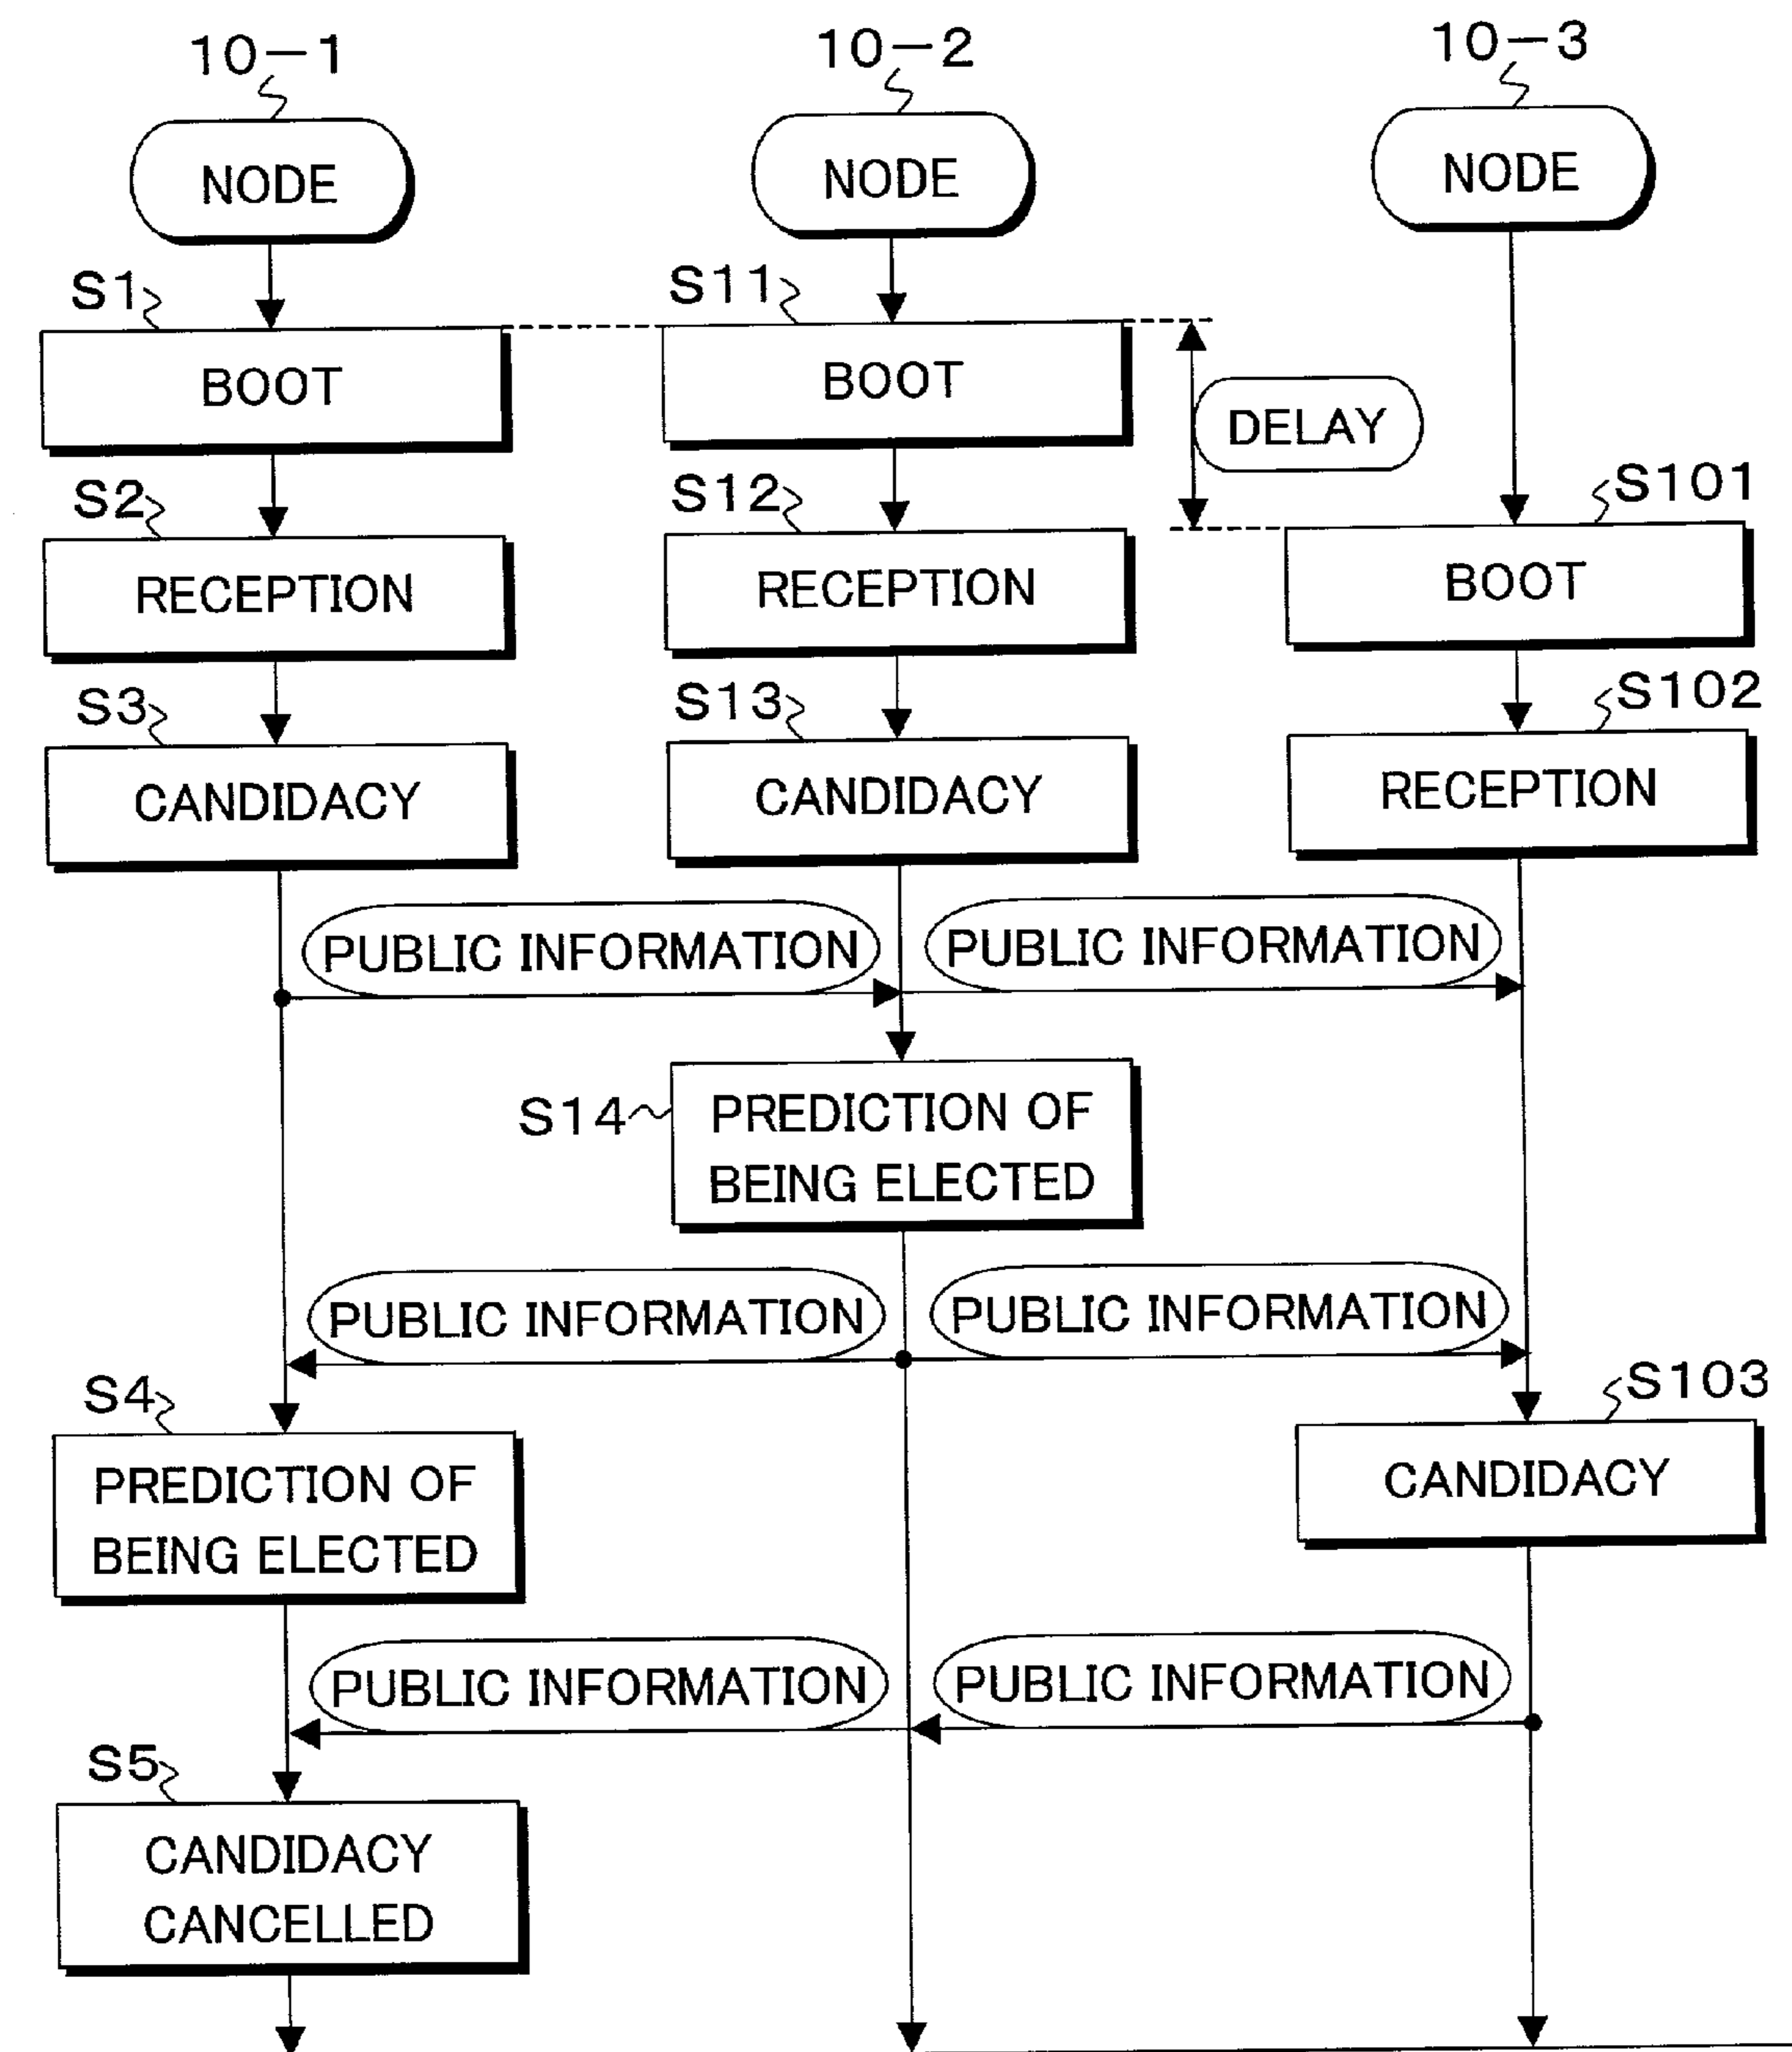 10-1
10-2
10-3
NODE
NODE
NODE
S1
S11
BOOT
BOOT
DELAY
S2
S12
S101
RECEPTION
RECEPTION
BOOT
S3
S13
S102
CANDIDACY
CANDIDACY
RECEPTION
PUBLIC INFORMATION
PUBLIC INFORMATION
S14
PREDICTION OF
BEING ELECTED
PUBLIC INFORMATION
PUBLIC INFORMATION
S4
S103
PREDICTION OF
BEING ELECTED
CANDIDACY
PUBLIC INFORMATION
PUBLIC INFORMATION
S5
CANDIDACY
CANCELLED